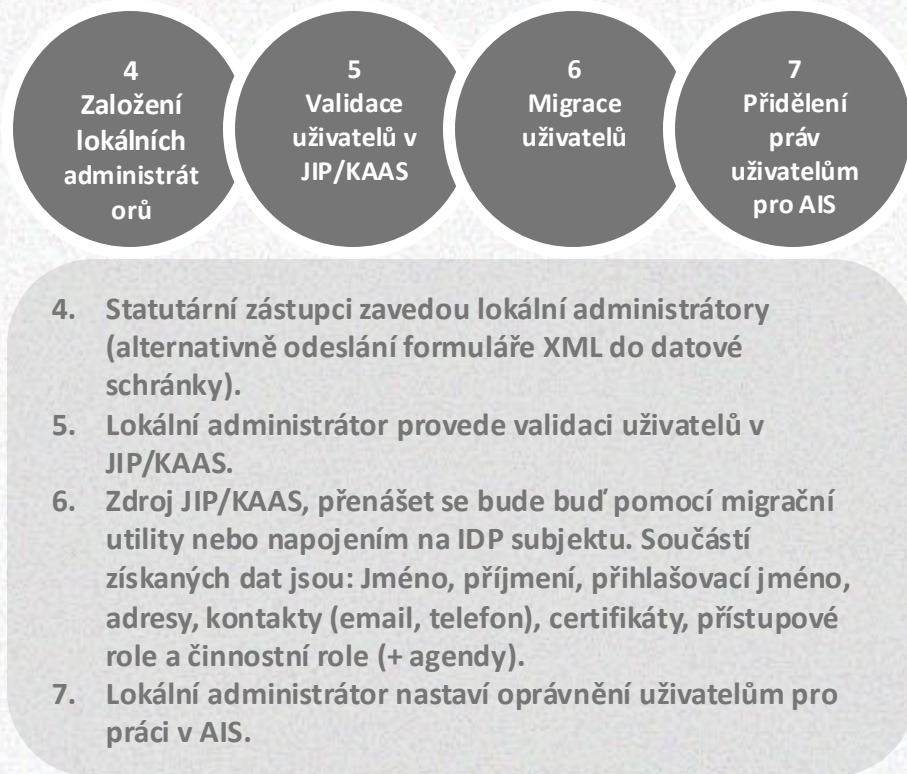 4
Založení
lokálních
administrát
orů
5
Validace
uživatelů v
JIP/KAAS
6
Migrace
uživatelů
7
Přidělení
práv
uživatelům
pro AIS
4. Statutární zástupci zavedou lokální administrátory
(alternativně odeslání formuláře XML do datové
schránky).
5. Lokální administrátor provede validaci uživatelů v
JIP/KAAS.
6. Zdroj JIP/KAAS, přenášet se bude buď pomocí migrační
utility nebo napojením na IDP subjektu. Součástí
získaných dat jsou: Jméno, příjmení, přihlašovací jméno,
adresy, kontakty (email, telefon), certifikáty, přístupové
role a činnostní role (+ agendy).
7. Lokální administrátor nastaví oprávnění uživatelům pro
práci v AIS.